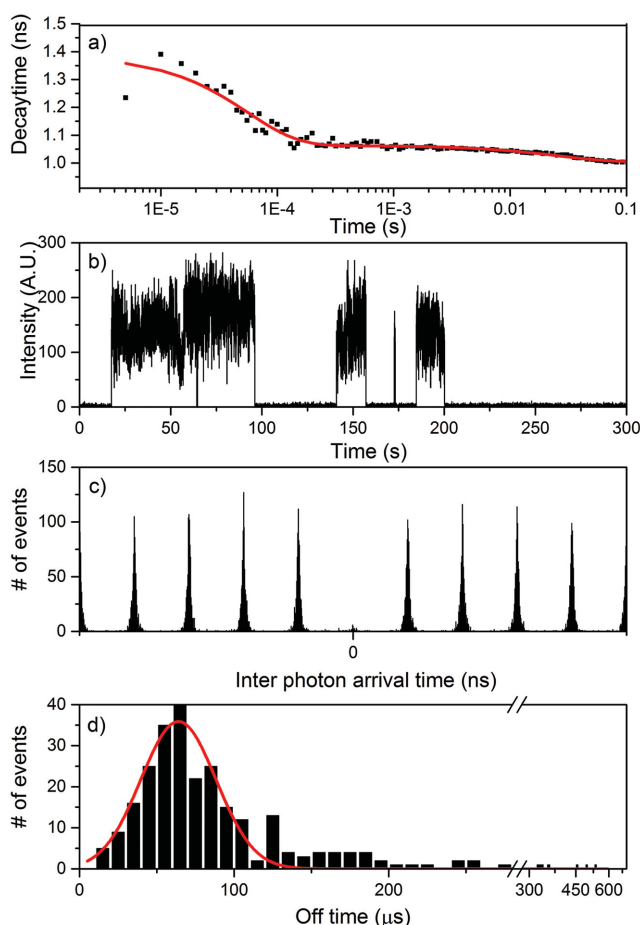 a)
Decaytime (ns)
1.5
1.4
1.3
1.2
1.1
1.0
1E-5 1E-4 1E-3 0.01 0.1
Time (s)
b)
Intensity (A.U.)
300
200
100
0
0 50 100 150 200 250 300
Time (s)
c)
# of events
150
100
50
0
0
Inter photon arrival time (ns)
d)
# of events
40
30
20
10
0
0 100 200 300 450 600
Off time (μs)